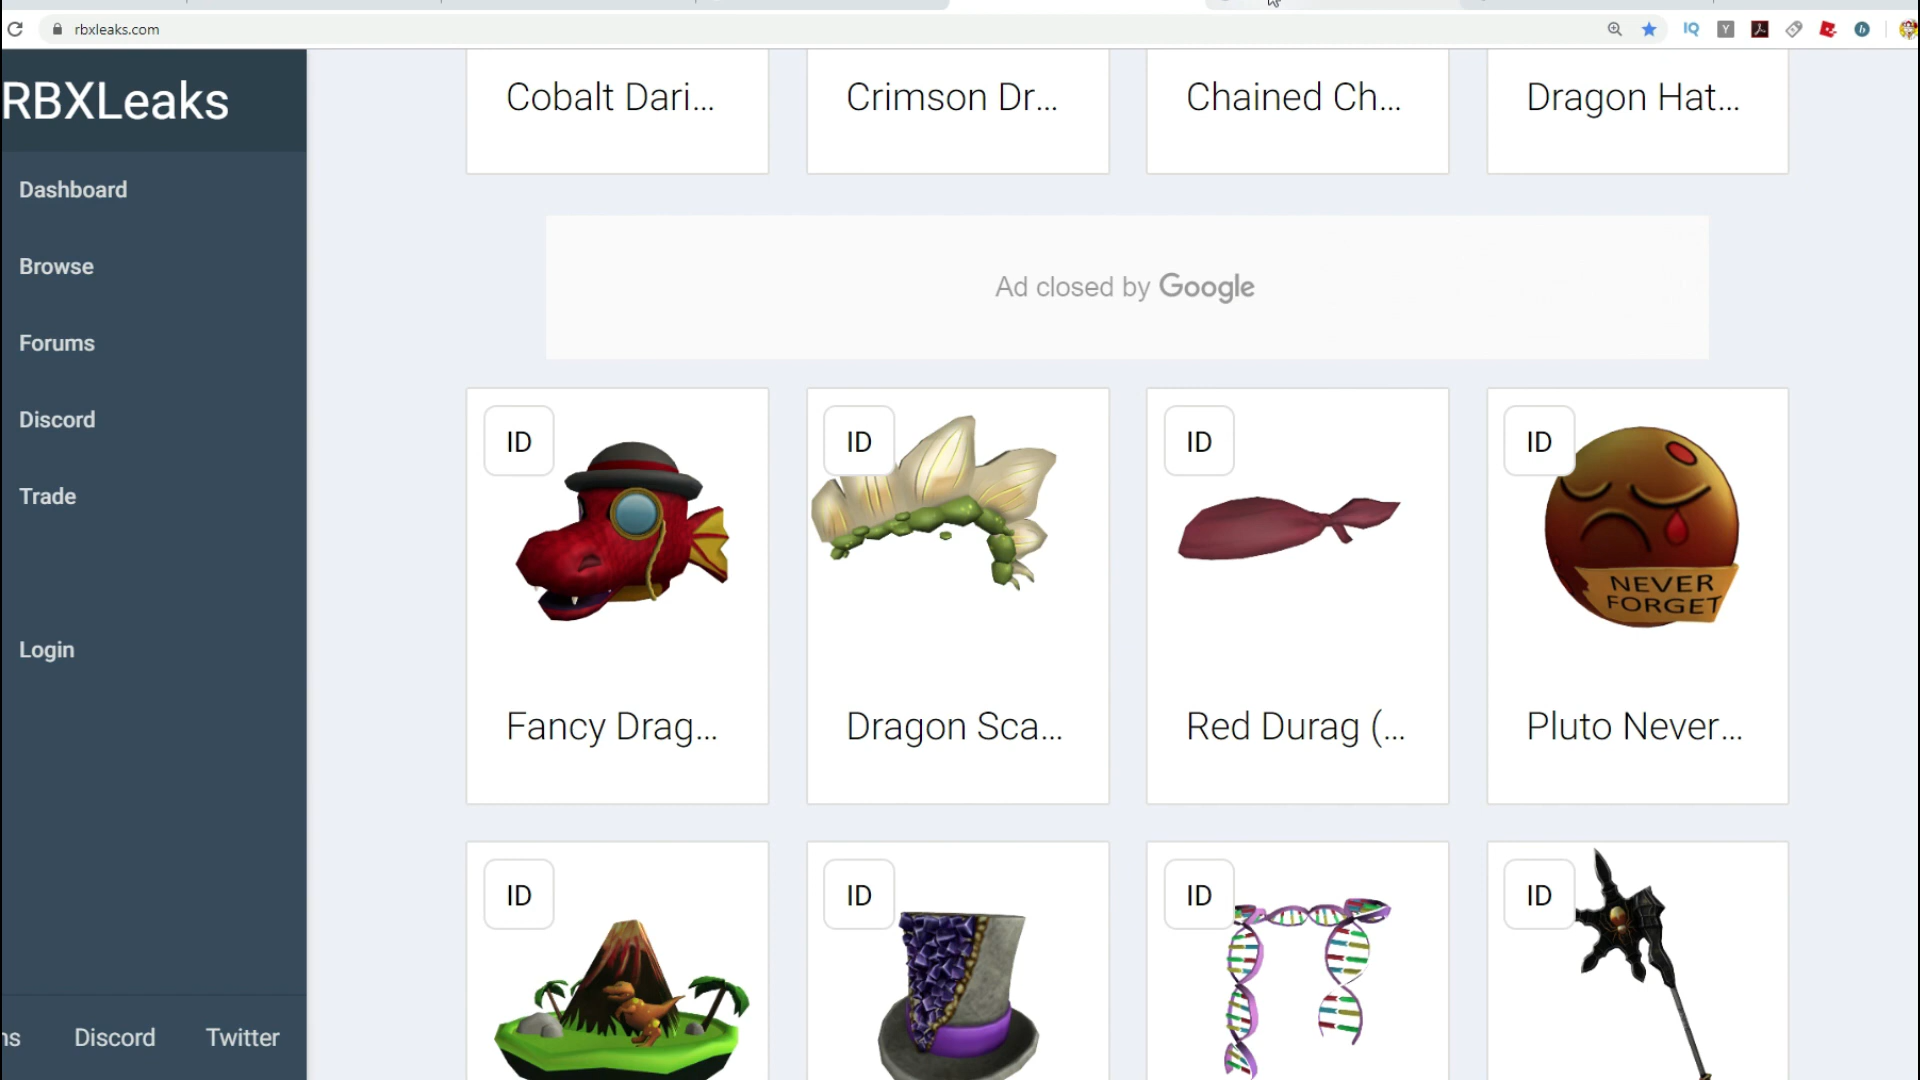 rbxleaks.com
IQ
Y
b
RBXLeaks
Dashboard
Browse
Forums
Discord
Trade
Login
ns
Discord
Twitter
Cobalt Dari...
Crimson Dr...
Chained Ch...
Dragon Hat...
Ad closed by Google
ID
ID
ID
ID
NEVER
FORGET
Fancy Drag...
Dragon Sca...
Red Durag (...
Pluto Never...
ID
ID
ID
ID